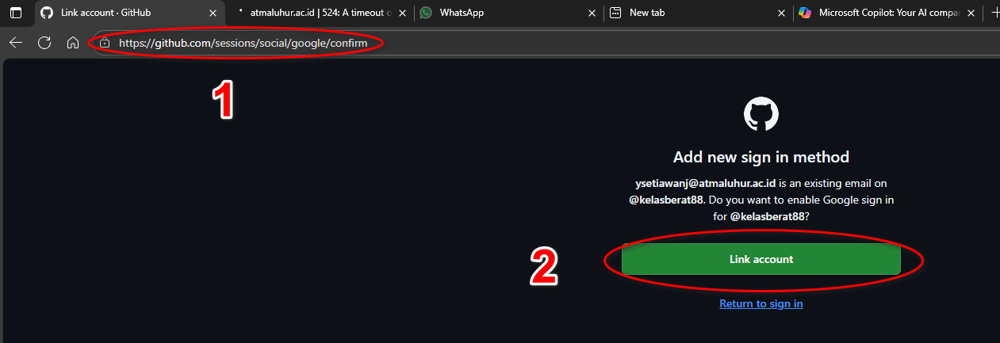 Link account · GitHub
atmaluhur.ac.id | 524: A timeout o
WhatsApp
New tab
Microsoft Copilot: Your AI compa
https://github.com/sessions/social/google/confirm
1
Add new sign in method
ysetiawanj@atmaluhur.ac.id is an existing email on
@kelasberat88. Do you want to enable Google sign in
for @kelasberat88?
2
Link account
Return to sign in